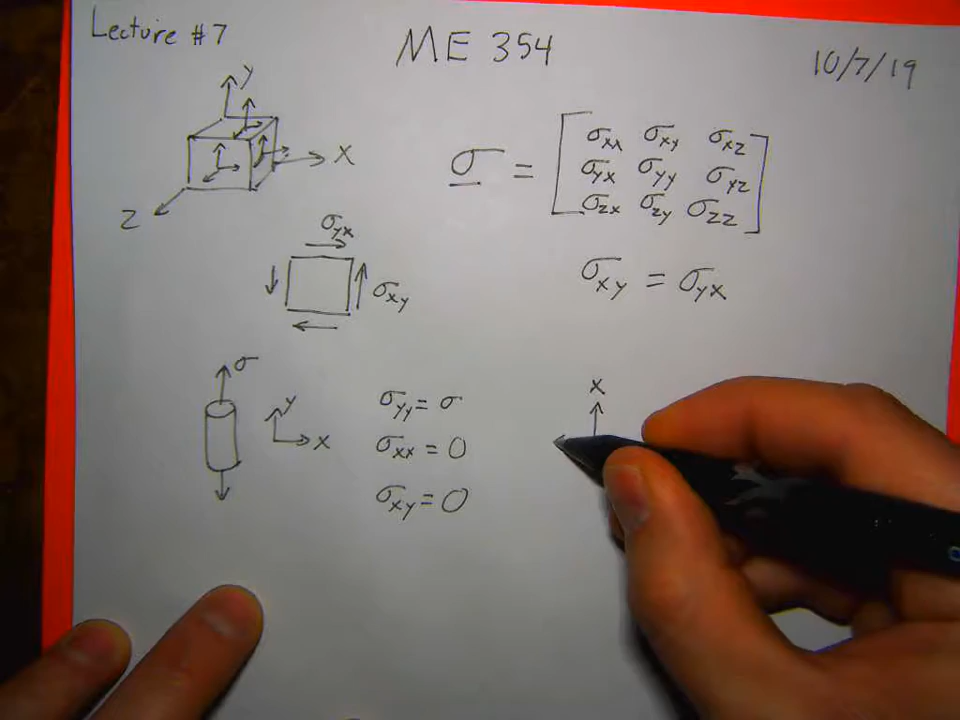 Lecture #7
ME 354
10/7/19
y
x
z
σ = [σxx σxy σxz
σyx σyy σyz
σzx σzy σzz]
σyx
σxy
σxy = σyx
σ
y
x
σyy = σ
σxx = 0
σxy = 0
x